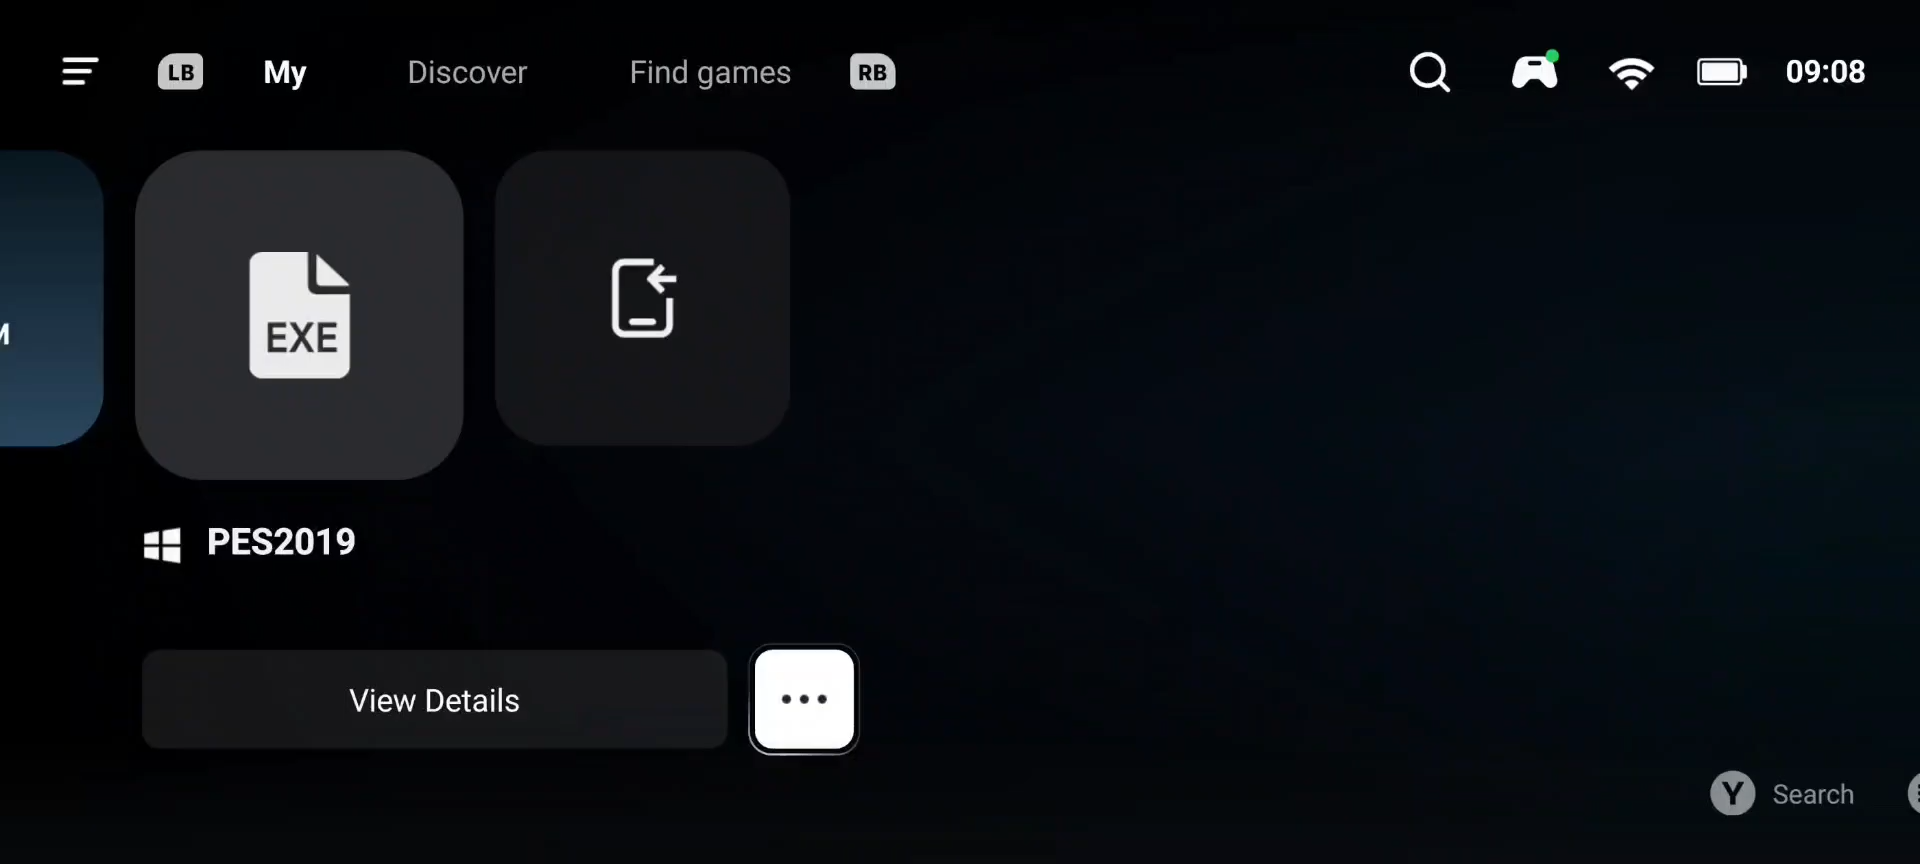 LB My Discover Find games RB 09:08
M
EXE
PES2019
View Details
Y Search